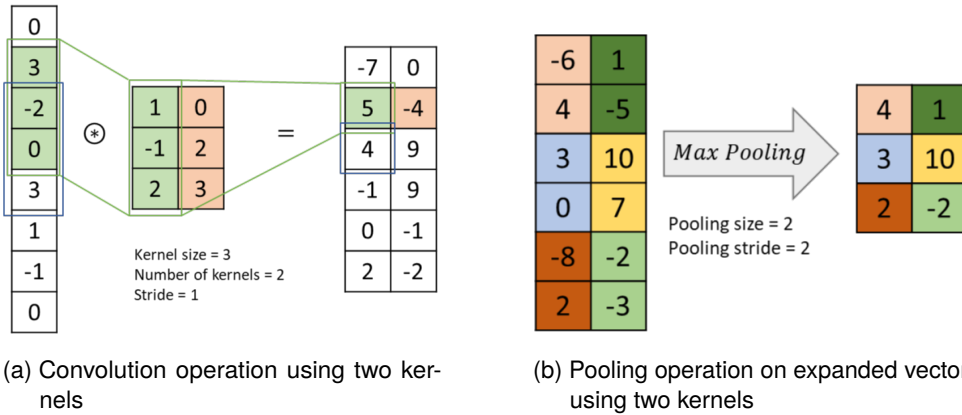 0
3
-2
0
3
1
-1
0
⊛
1 0
-1 2
2 3
=
-7 0
5 -4
4 9
-1 9
0 -1
2 -2
Kernel size = 3
Number of kernels = 2
Stride = 1
(a) Convolution operation using two ker-
nels
-6 1
4 -5
3 10
0 7
-8 -2
2 -3
Max Pooling
Pooling size = 2
Pooling stride = 2
4 1
3 10
2 -2
(b) Pooling operation on expanded vector
using two kernels